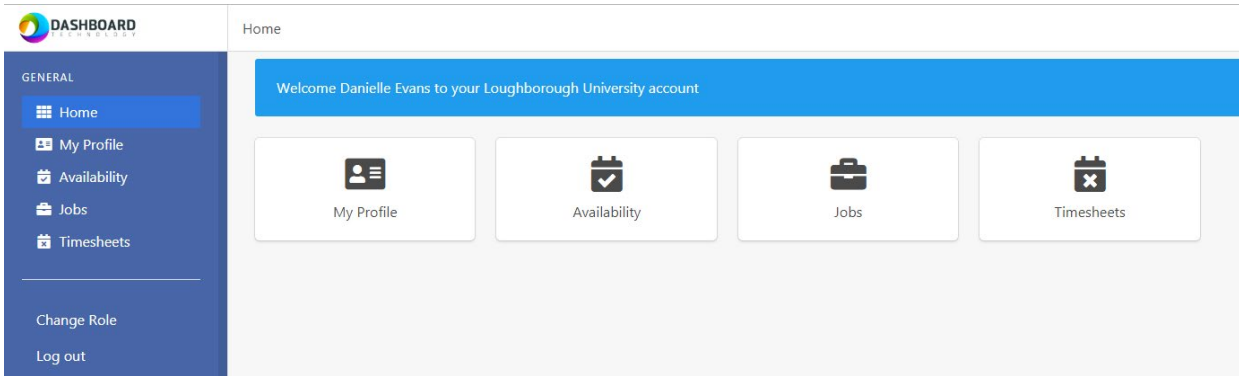 DASHBOARD
TECHNOLOGY
Home
GENERAL
Home
My Profile
Availability
Jobs
Timesheets
Change Role
Log out
Welcome Danielle Evans to your Loughborough University account
My Profile
Availability
Jobs
Timesheets